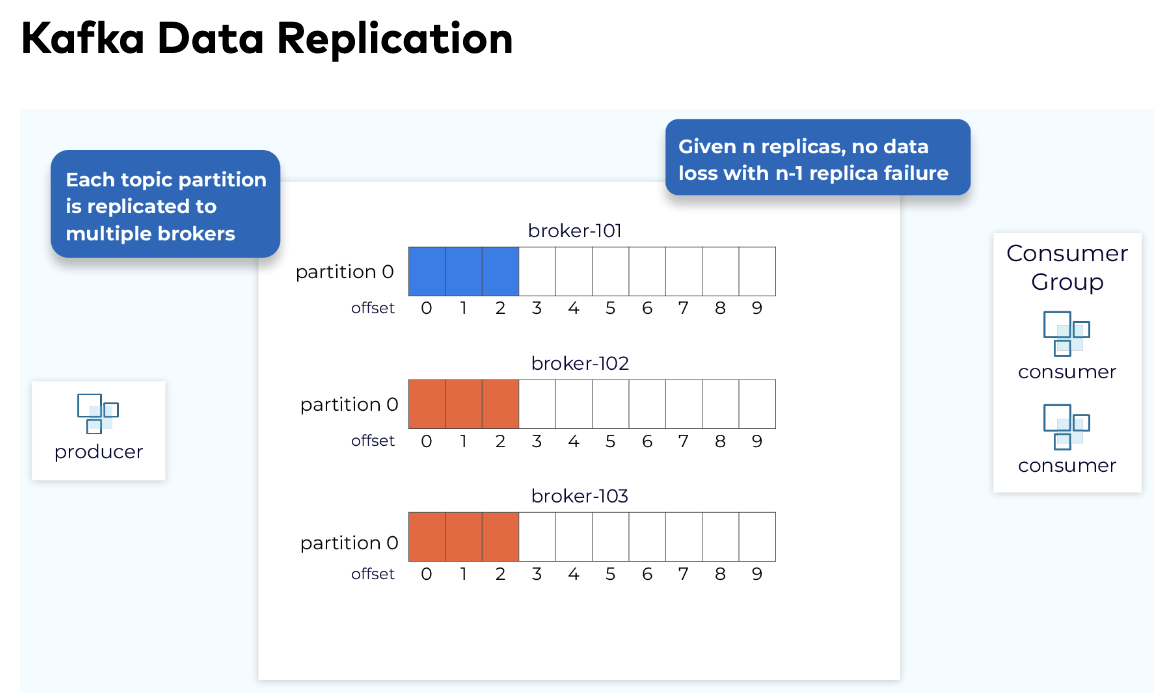 Kafka Data Replication
Each topic partition
is replicated to
multiple brokers
Given n replicas, no data
loss with n-1 replica failure
broker-101
partition 0
offset 0 1 2 3 4 5 6 7 8 9
broker-102
partition 0
offset 0 1 2 3 4 5 6 7 8 9
broker-103
partition 0
offset 0 1 2 3 4 5 6 7 8 9
producer
Consumer
Group
consumer
consumer